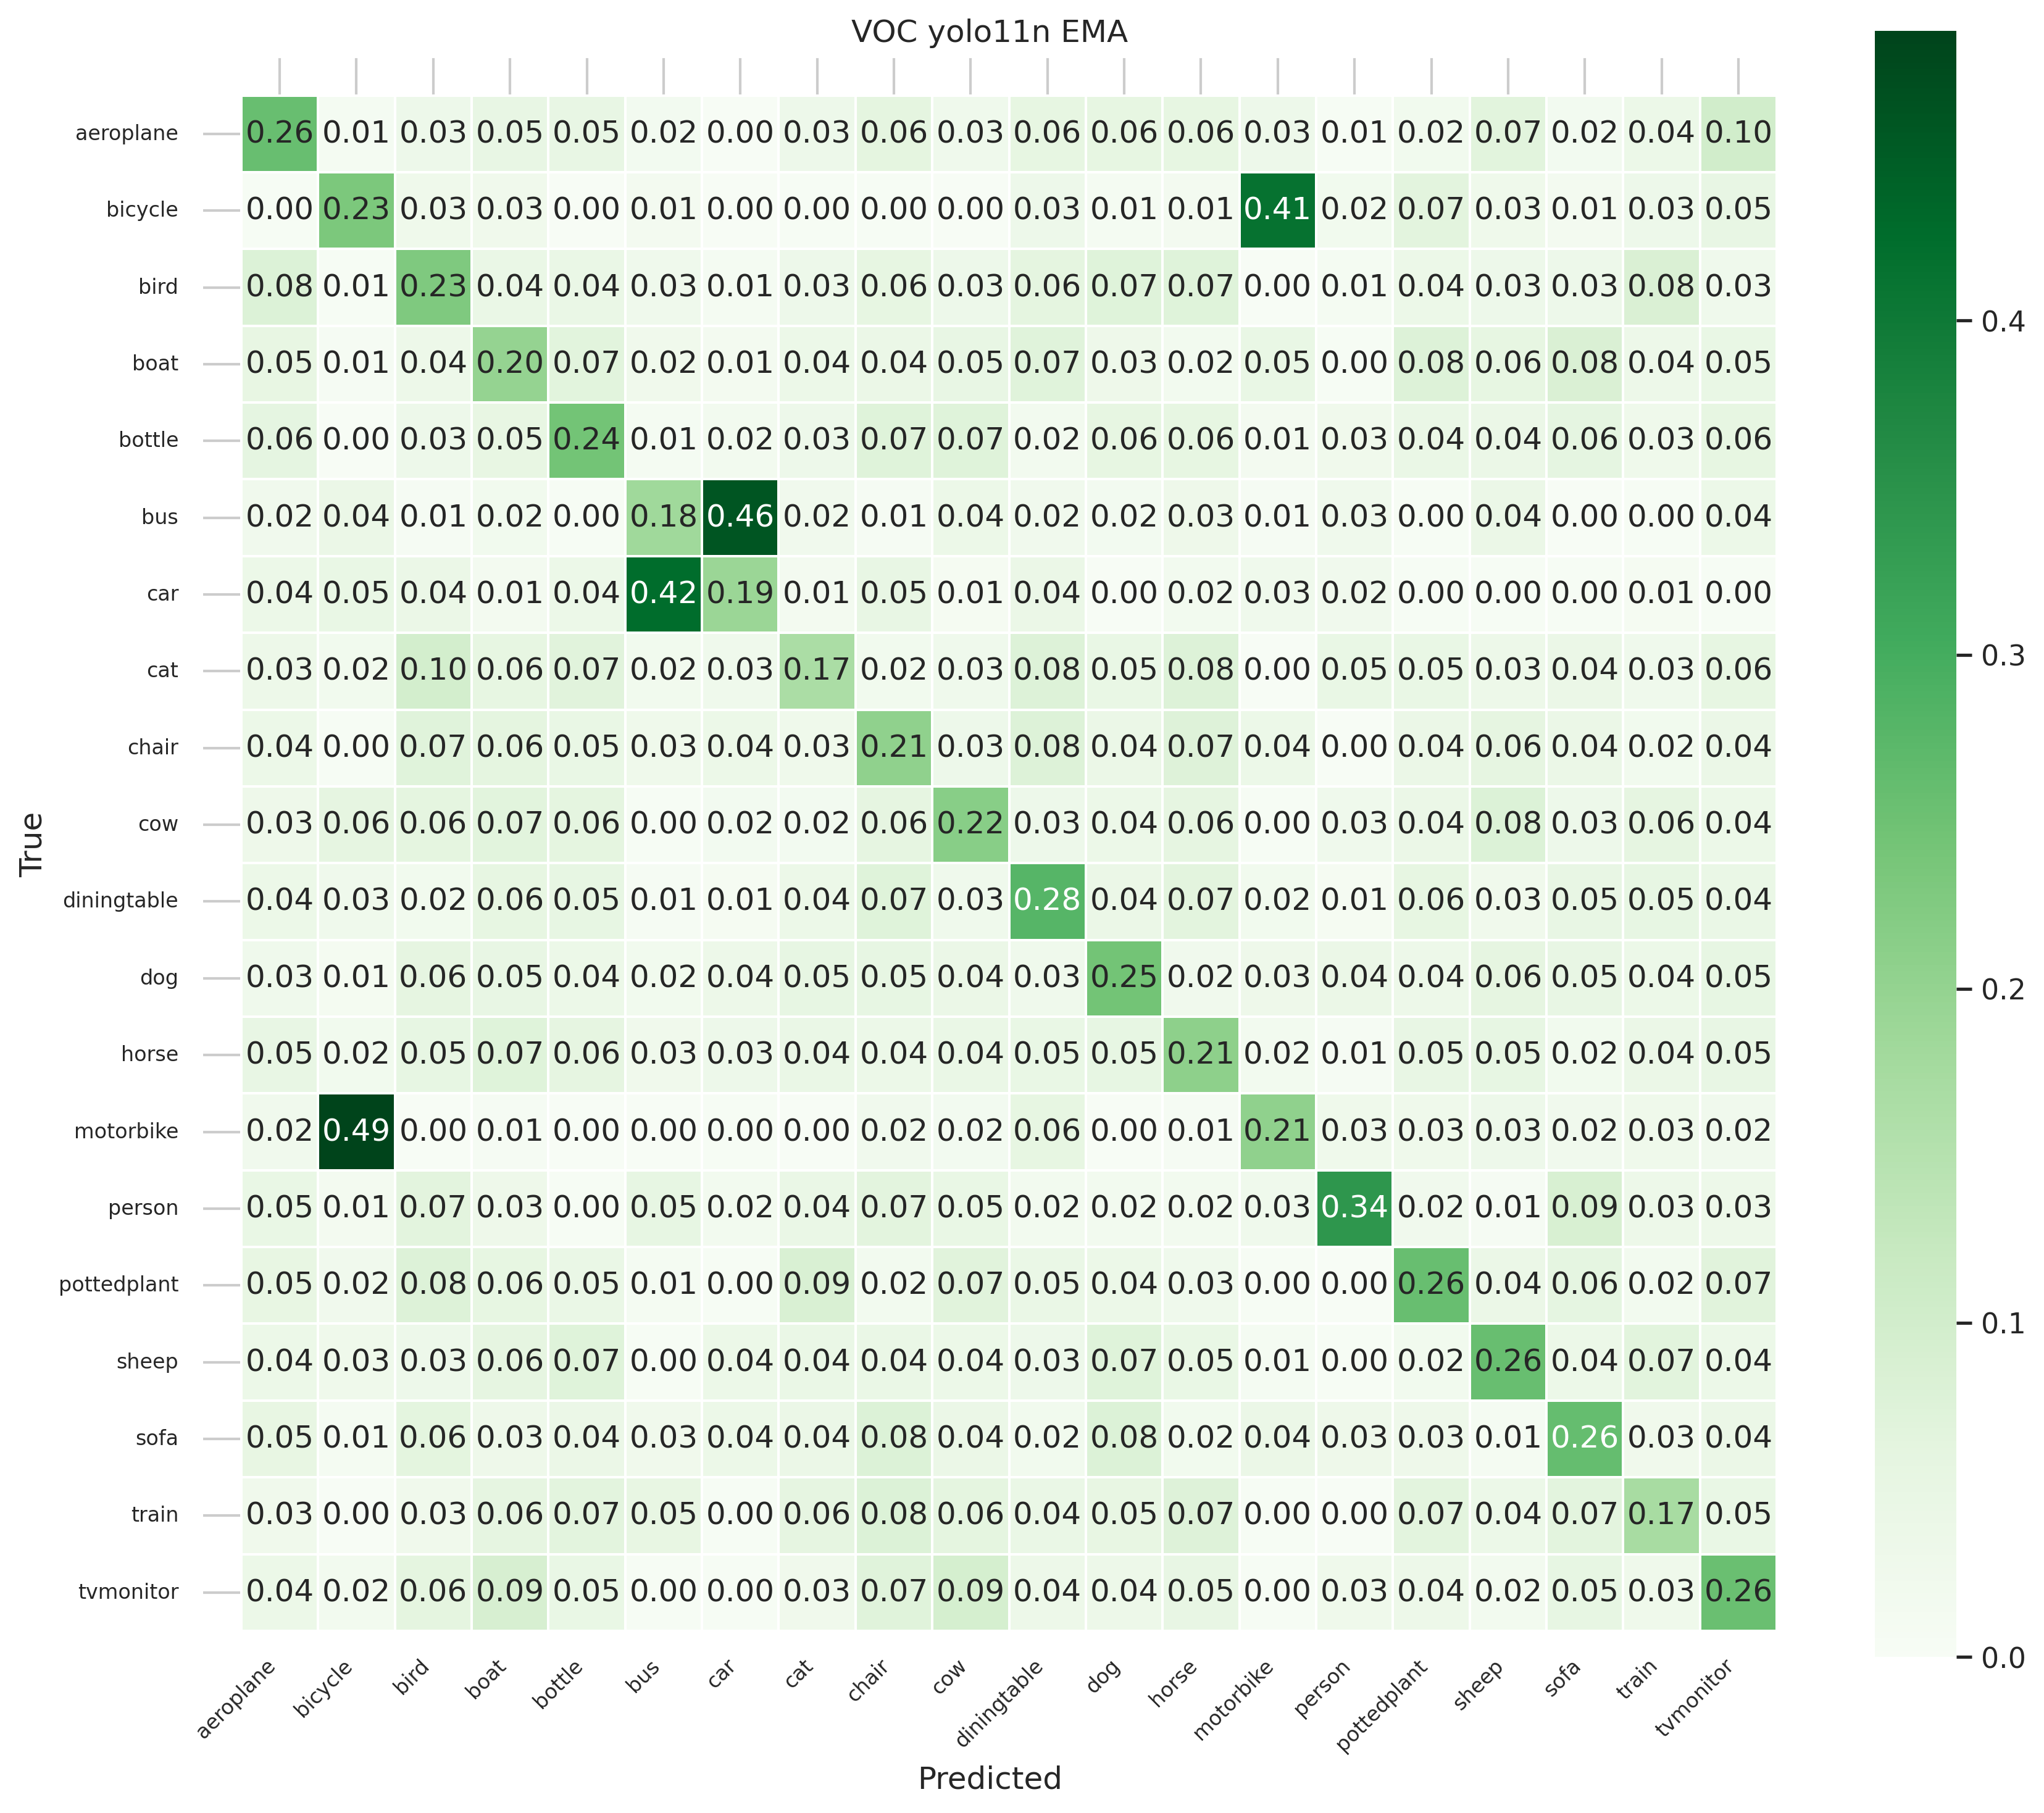 VOC yolo11n EMA
aeroplane 0.26 0.01 0.03 0.05 0.05 0.02 0.00 0.03 0.06 0.03 0.06 0.06 0.06 0.03 0.01 0.02 0.07 0.02 0.04 0.10
bicycle 0.00 0.23 0.03 0.03 0.00 0.01 0.00 0.00 0.00 0.00 0.03 0.01 0.01 0.41 0.02 0.07 0.03 0.01 0.03 0.05
bird 0.08 0.01 0.23 0.04 0.04 0.03 0.01 0.03 0.06 0.03 0.06 0.07 0.07 0.00 0.01 0.04 0.03 0.03 0.08 0.03
boat 0.05 0.01 0.04 0.20 0.07 0.02 0.01 0.04 0.04 0.05 0.07 0.03 0.02 0.05 0.00 0.08 0.06 0.08 0.04 0.05
bottle 0.06 0.00 0.03 0.05 0.24 0.01 0.02 0.03 0.07 0.07 0.02 0.06 0.06 0.01 0.03 0.04 0.04 0.06 0.03 0.06
bus 0.02 0.04 0.01 0.02 0.00 0.18 0.46 0.02 0.01 0.04 0.02 0.02 0.03 0.01 0.03 0.00 0.04 0.00 0.00 0.04
car 0.04 0.05 0.04 0.01 0.04 0.42 0.19 0.01 0.05 0.01 0.04 0.00 0.02 0.03 0.02 0.00 0.00 0.00 0.01 0.00
cat 0.03 0.02 0.10 0.06 0.07 0.02 0.03 0.17 0.02 0.03 0.08 0.05 0.08 0.00 0.05 0.05 0.03 0.04 0.03 0.06
chair 0.04 0.00 0.07 0.06 0.05 0.03 0.04 0.03 0.21 0.03 0.08 0.04 0.07 0.04 0.00 0.04 0.06 0.04 0.02 0.04
cow 0.03 0.06 0.06 0.07 0.06 0.00 0.02 0.02 0.06 0.22 0.03 0.04 0.06 0.00 0.03 0.04 0.08 0.03 0.06 0.04
diningtable 0.04 0.03 0.02 0.06 0.05 0.01 0.01 0.04 0.07 0.03 0.28 0.04 0.07 0.02 0.01 0.06 0.03 0.05 0.05 0.04
dog 0.03 0.01 0.06 0.05 0.04 0.02 0.04 0.05 0.05 0.04 0.03 0.25 0.02 0.03 0.04 0.04 0.06 0.05 0.04 0.05
horse 0.05 0.02 0.05 0.07 0.06 0.03 0.03 0.04 0.04 0.04 0.05 0.05 0.21 0.02 0.01 0.05 0.05 0.02 0.04 0.05
motorbike 0.02 0.49 0.00 0.01 0.00 0.00 0.00 0.00 0.02 0.02 0.06 0.00 0.01 0.21 0.03 0.03 0.03 0.02 0.03 0.02
person 0.05 0.01 0.07 0.03 0.00 0.05 0.02 0.04 0.07 0.05 0.02 0.02 0.02 0.03 0.34 0.02 0.01 0.09 0.03 0.03
pottedplant 0.05 0.02 0.08 0.06 0.05 0.01 0.00 0.09 0.02 0.07 0.05 0.04 0.03 0.00 0.00 0.26 0.04 0.06 0.02 0.07
sheep 0.04 0.03 0.03 0.06 0.07 0.00 0.04 0.04 0.04 0.04 0.03 0.07 0.05 0.01 0.00 0.02 0.26 0.04 0.07 0.04
sofa 0.05 0.01 0.06 0.03 0.04 0.03 0.04 0.04 0.08 0.04 0.02 0.08 0.02 0.04 0.03 0.03 0.01 0.26 0.03 0.04
train 0.03 0.00 0.03 0.06 0.07 0.05 0.00 0.06 0.08 0.06 0.04 0.05 0.07 0.00 0.00 0.07 0.04 0.07 0.17 0.05
tvmonitor 0.04 0.02 0.06 0.09 0.05 0.00 0.00 0.03 0.07 0.09 0.04 0.04 0.05 0.00 0.03 0.04 0.02 0.05 0.03 0.26
aeroplane bicycle bird boat bottle bus car cat chair cow diningtable dog horse motorbike person pottedplant sheep sofa train tvmonitor
Predicted
True
0.4
0.3
0.2
0.1
0.0